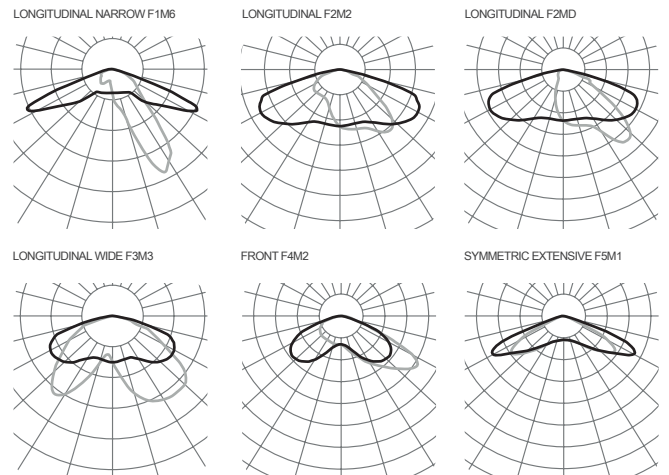 LONGITUDINAL NARROW F1M6
LONGITUDINAL F2M2
LONGITUDINAL F2MD
LONGITUDINAL WIDE F3M3
FRONT F4M2
SYMMETRIC EXTENSIVE F5M1